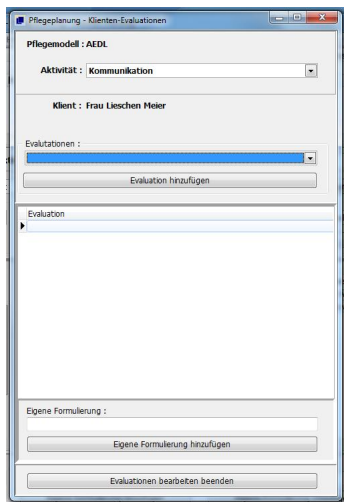 Pflegeplanung - Klienten-Evaluationen
Pflegemodell : AEDL
Aktivität : Kommunikation
Klient : Frau Lieschen Meier
Evalutationen :
Evaluation hinzufügen
Evaluation
Eigene Formulierung :
Eigene Formulierung hinzufügen
Evaluationen bearbeiten beenden